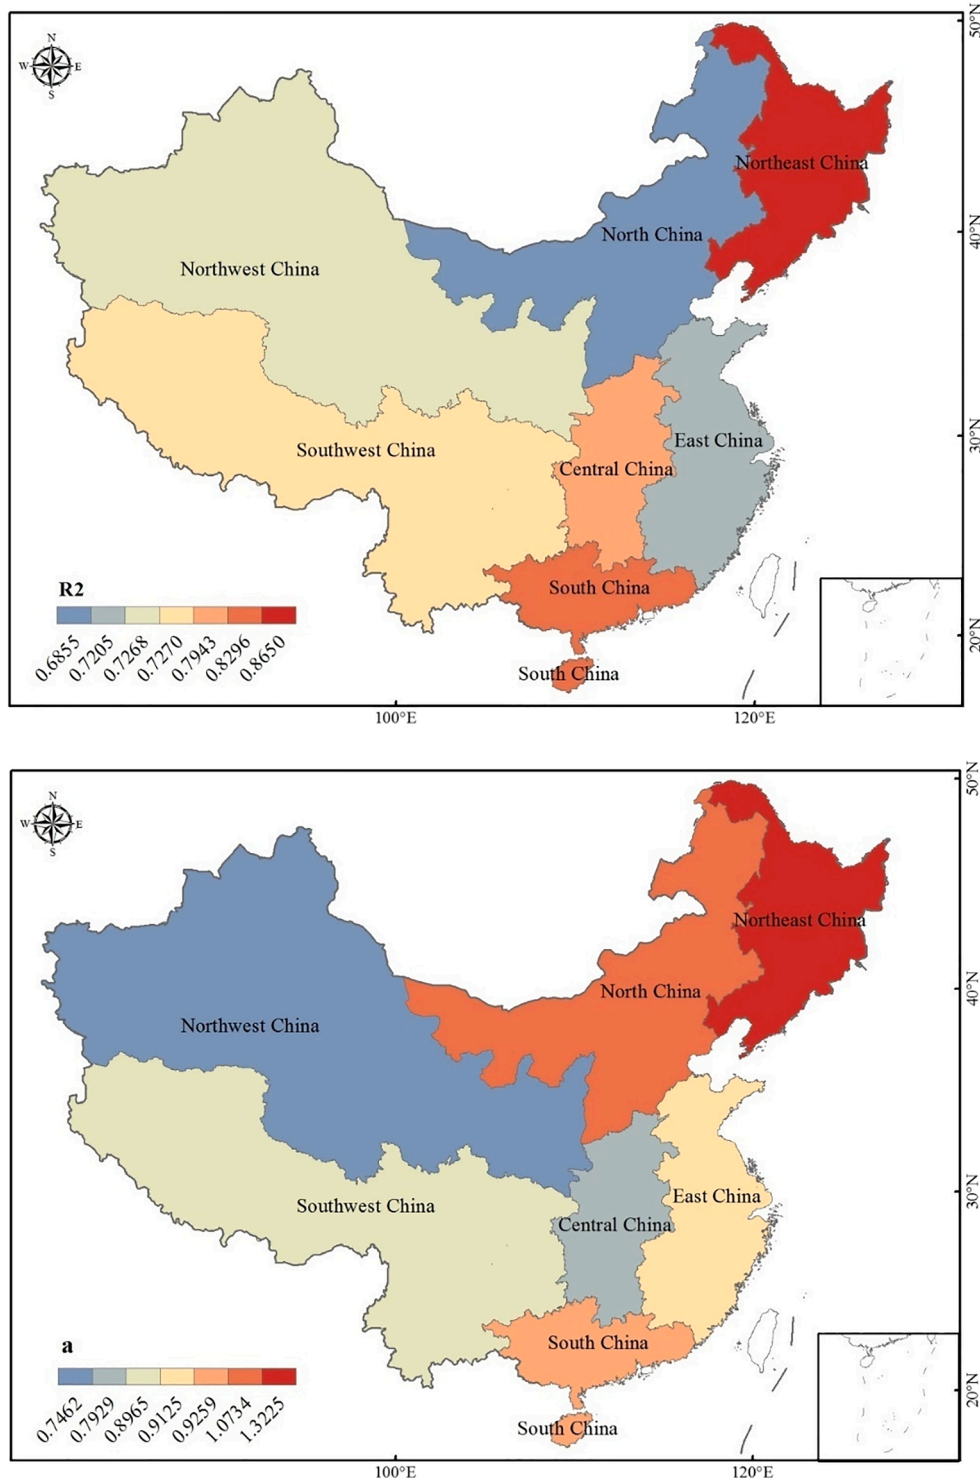 50°N
N
W E
S
Northeast China
40°N
North China
Northwest China
30°N
East China
Southwest China
Central China
R2
South China
0.6855
0.7205
0.7268
0.7270
0.7943
0.8296
0.8650
20°N
South China
100°E 120°E
50°N
N
W E
S
Northeast China
North China
40°N
Northwest China
30°N
East China
Southwest China
Central China
a
South China
0.7462
0.7929
0.8965
0.9125
0.9259
1.0734
1.3225
20°N
South China
100°E 120°E